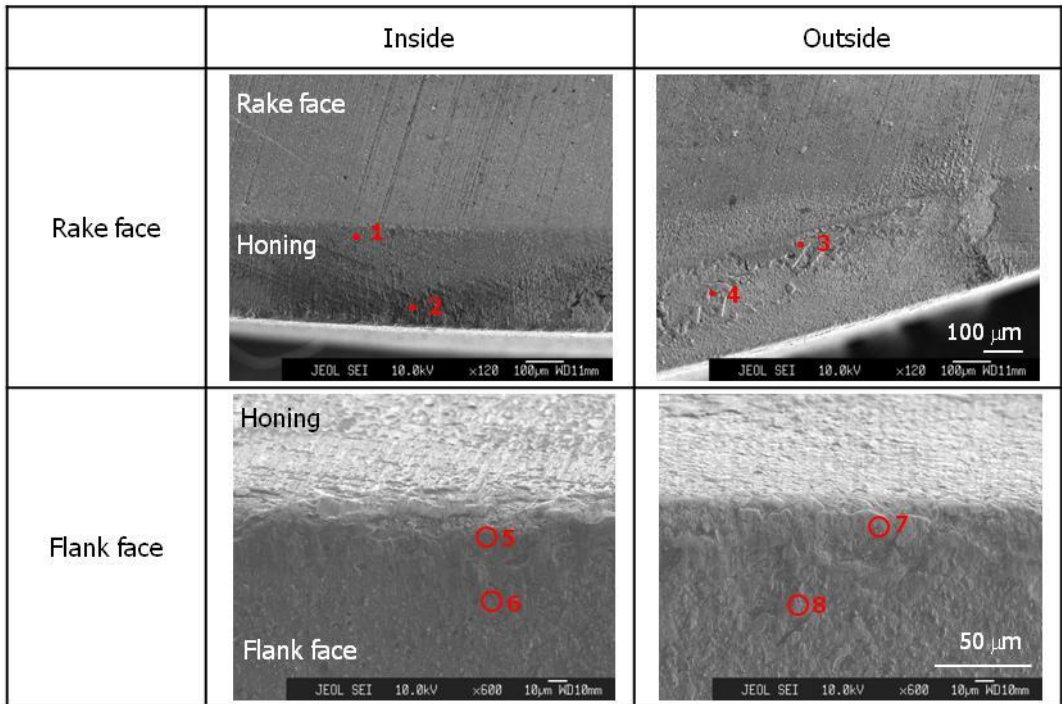 Inside
Outside
Rake face
Rake face
Honing
1
2
JEOL SEI 10.0kV ×120 100μm WD11mm
3
4
100 μm
JEOL SEI 10.0kV ×120 100μm WD11mm
Flank face
Honing
5
6
Flank face
JEOL SEI 10.0kV ×600 10μm WD10mm
7
8
50 μm
JEOL SEI 10.0kV ×600 10μm WD10mm